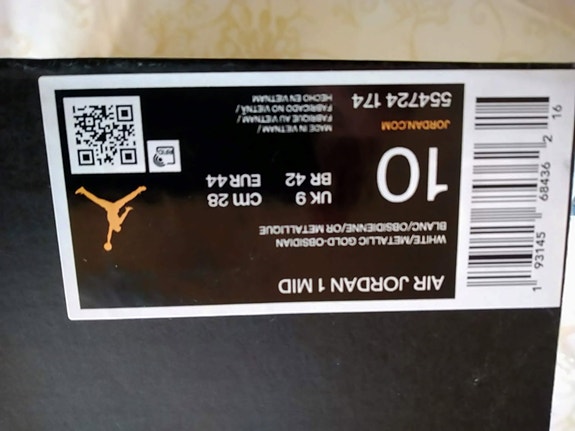 AIR JORDAN 1 MID
WHITE/METALLIC GOLD-OBSIDIAN
BLANC/OBSIDIENNE/OR METALLIQUE
10
UK 9
cm 28
BR 42
EUR 44
JORDAN.COM
554724 174
MADE IN VIETNAM /
FABRIQUE AU VIETNAM /
FABRICADO NO VIETNÃ /
HECHO EN VIETNAM
1 93145 68436 2
16